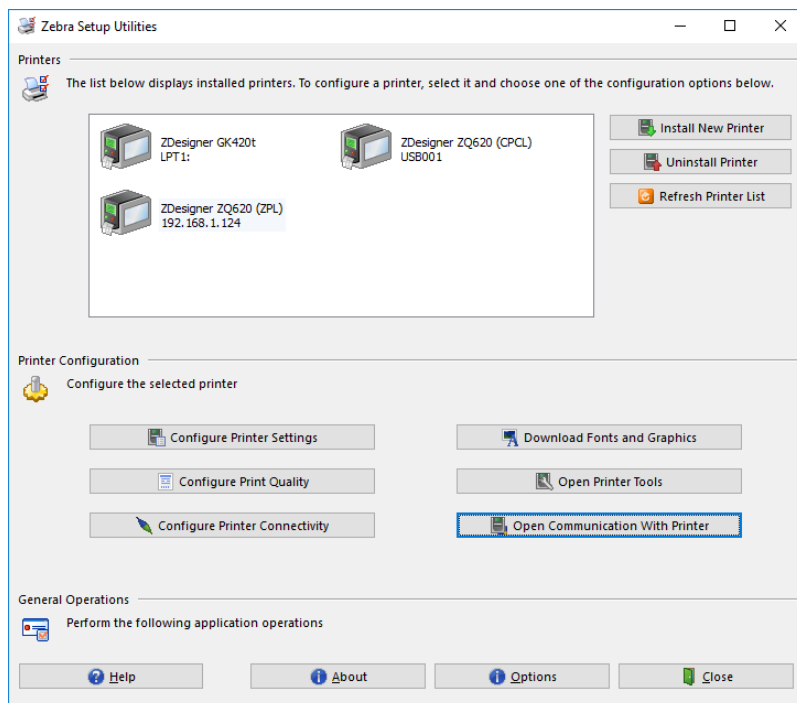 Zebra Setup Utilities
Printers
The list below displays installed printers. To configure a printer, select it and choose one of the configuration options below.
ZDesigner GK420t
LPT1:
ZDesigner ZQ620 (CPCL)
USB001
ZDesigner ZQ620 (ZPL)
192.168.1.124
Install New Printer
Uninstall Printer
Refresh Printer List
Printer Configuration
Configure the selected printer
Configure Printer Settings
Download Fonts and Graphics
Configure Print Quality
Open Printer Tools
Configure Printer Connectivity
Open Communication With Printer
General Operations
Perform the following application operations
Help
About
Options
Close